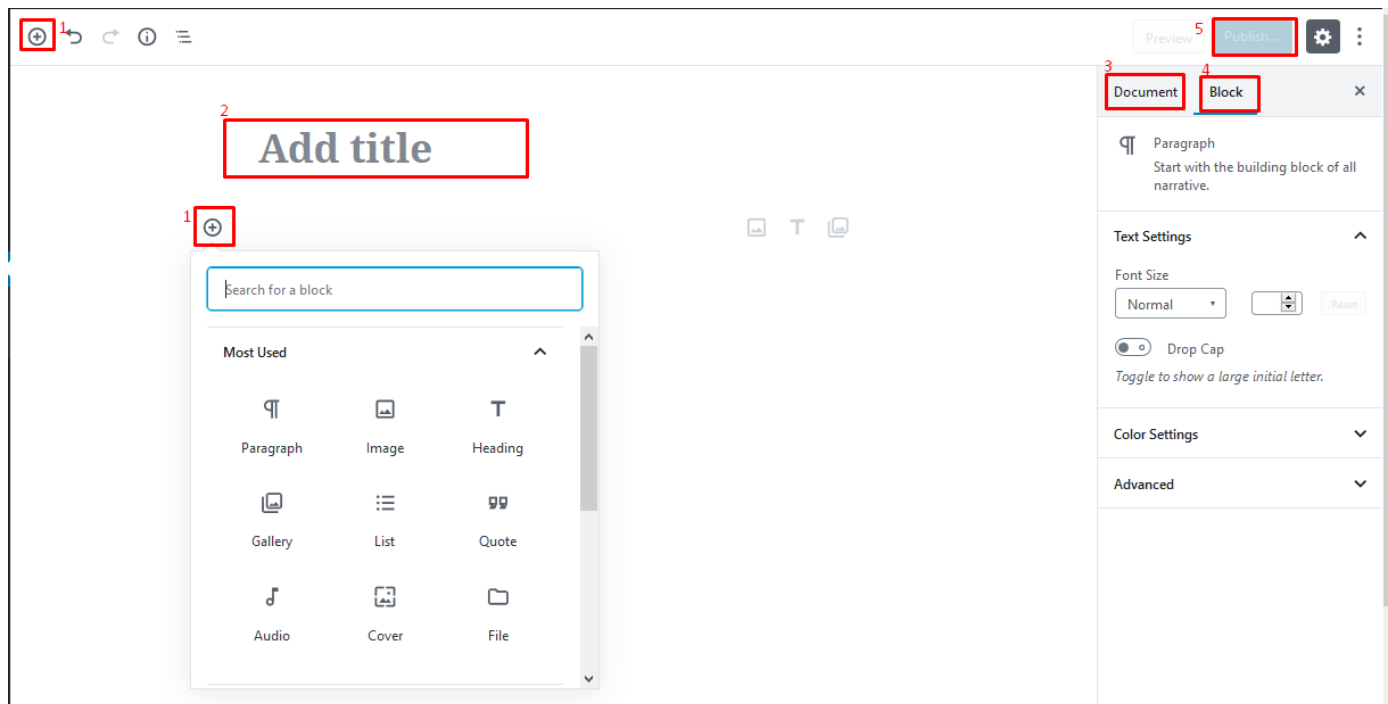 1
5
Preview
Publish...
3
4
Document
Block
2
Add title
Paragraph
Start with the building block of all
narrative.
1
Search for a block
Most Used
Paragraph
Image
Heading
Gallery
List
Quote
Audio
Cover
File
Text Settings
Font Size
Normal
Reset
Drop Cap
Toggle to show a large initial letter.
Color Settings
Advanced